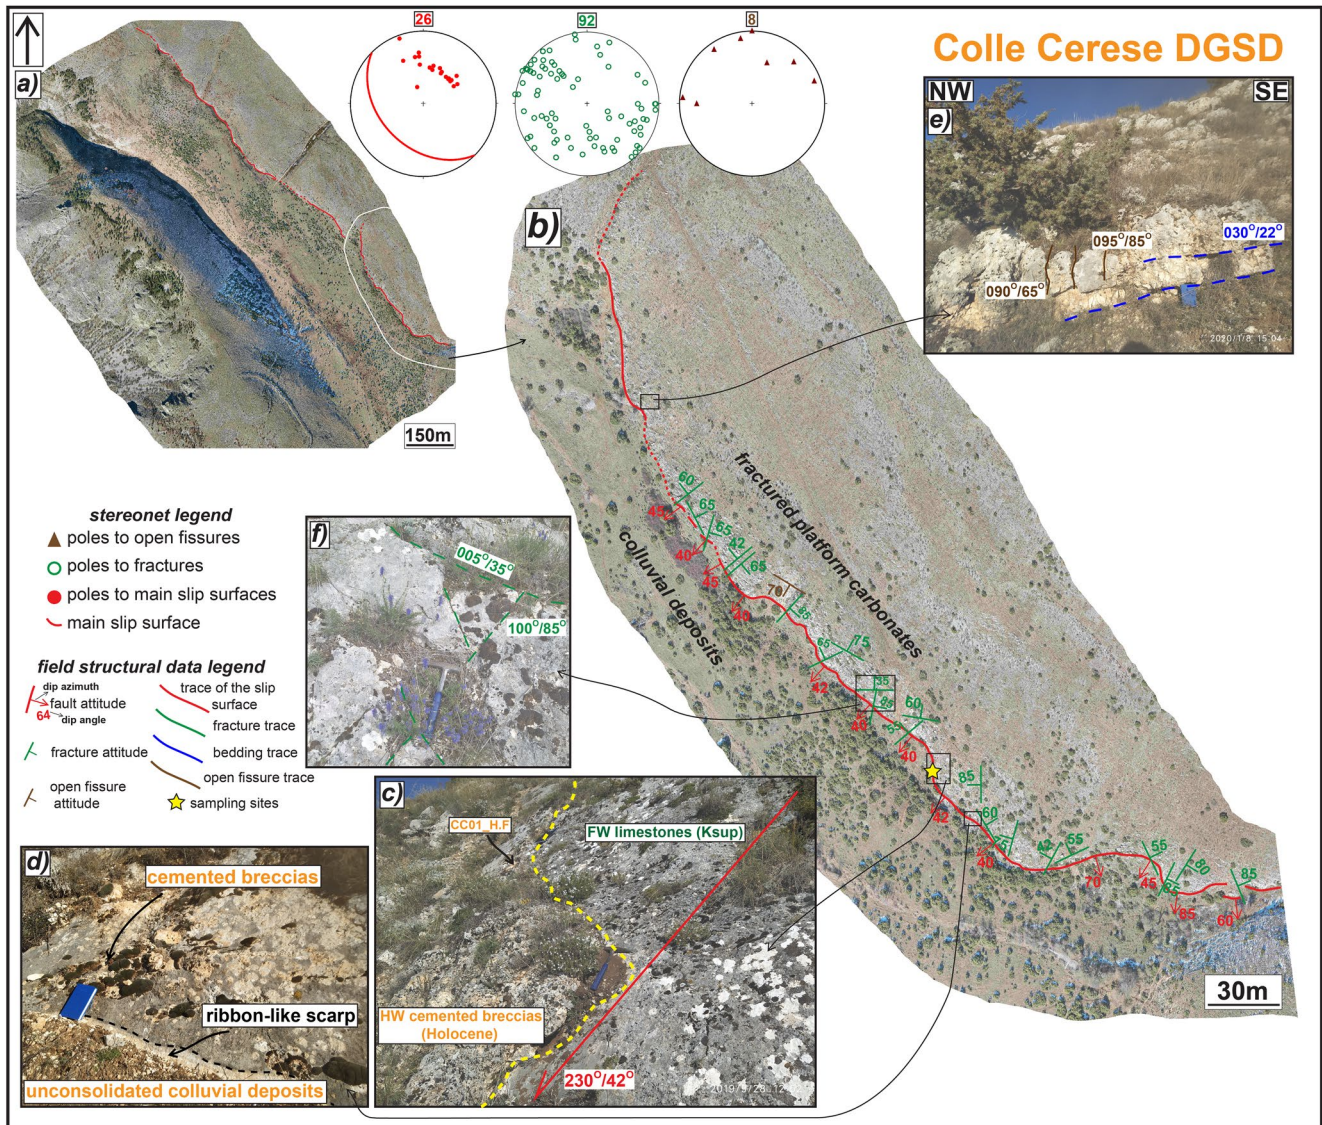 Colle Cerese DGSD
26
92
8
a)
150m
b)
NW
SE
e)
095°/85°
030°/22°
090°/65°
2020/1/8 15:04
stereonet legend
poles to open fissures
poles to fractures
poles to main slip surfaces
main slip surface
field structural data legend
dip azimuth
fault attitude
64
dip angle
trace of the slip
surface
fracture trace
fracture attitude
bedding trace
open fissure
attitude
open fissure trace
sampling sites
f)
005°/35°
100°/85°
fractured platform carbonates
colluvial deposits
60
65
45
65
42
40
65
45
70
40
65
75
42
35
85
60
40
40
85
42
60
40
42
55
70
55
45
80
65
85
85
60
30m
c)
CC01_H.F
FW limestones (Ksup)
HW cemented breccias
(Holocene)
230°/42°
d)
cemented breccias
ribbon-like scarp
unconsolidated colluvial deposits